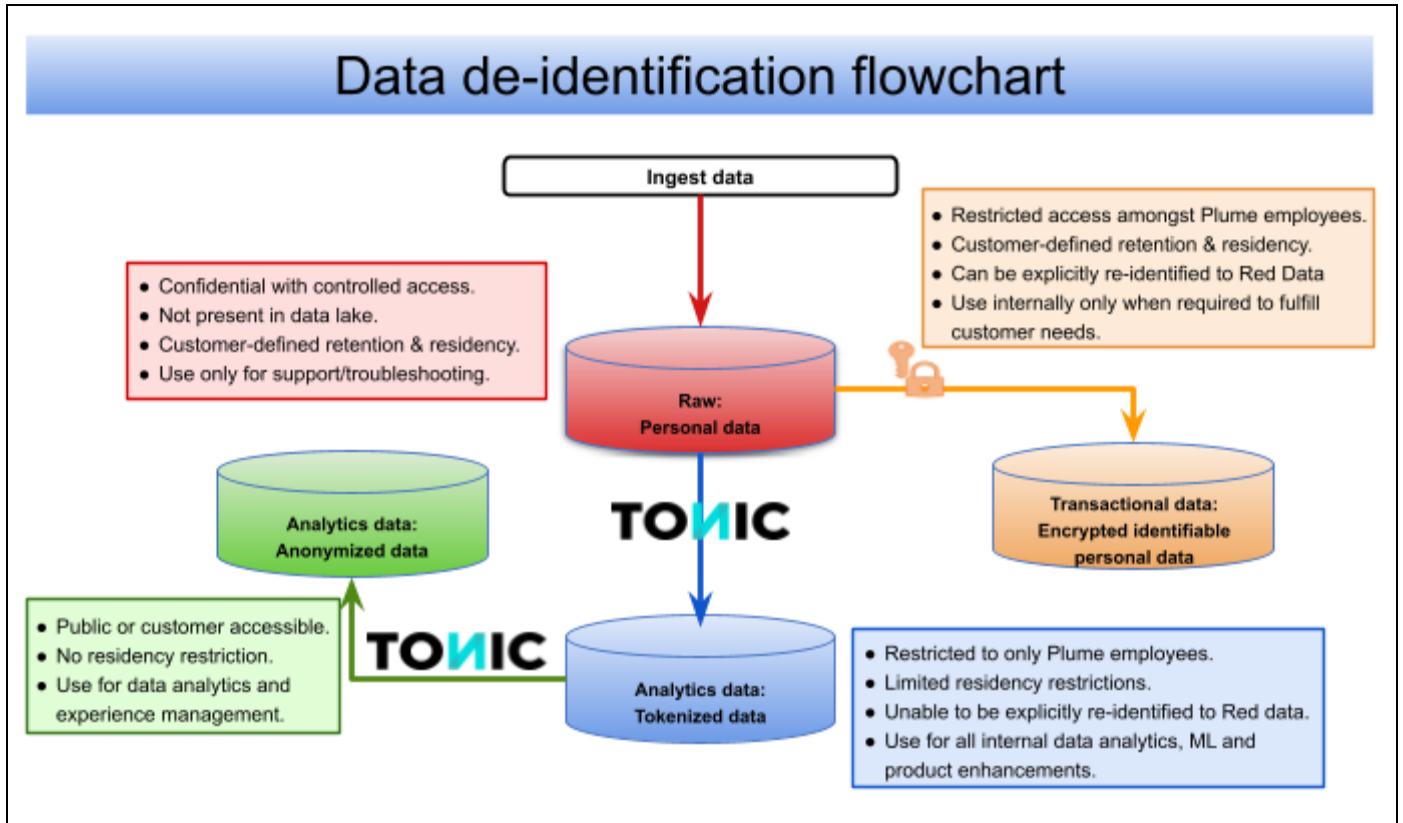 Data de-identification flowchart
Ingest data
● Restricted access amongst Plume employees.
● Customer-defined retention & residency.
● Can be explicitly re-identified to Red Data
● Use internally only when required to fulfill
customer needs.
● Confidential with controlled access.
● Not present in data lake.
● Customer-defined retention & residency.
● Use only for support/troubleshooting.
Raw:
Personal data
Analytics data:
Anonymized data
TONIC
Transactional data:
Encrypted identifiable
personal data
● Public or customer accessible.
● No residency restriction.
● Use for data analytics and
experience management.
TONIC
Analytics data:
Tokenized data
● Restricted to only Plume employees.
● Limited residency restrictions.
● Unable to be explicitly re-identified to Red data.
● Use for all internal data analytics, ML and
product enhancements.